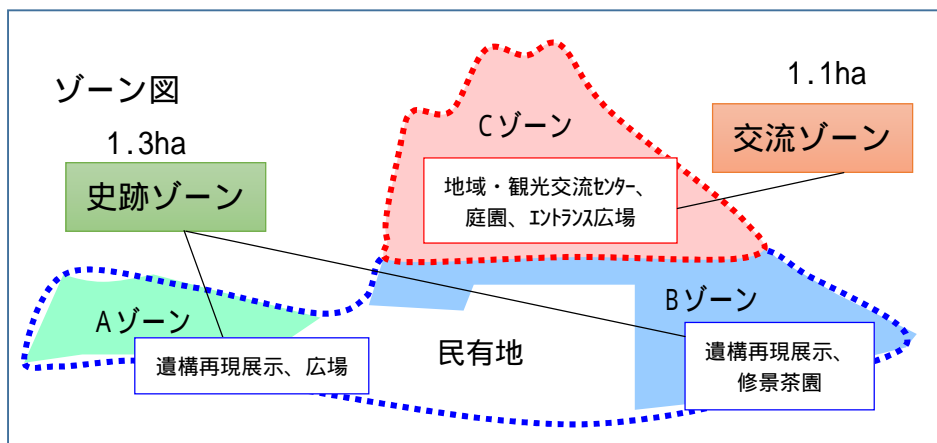 ゾーン図
1.3ha
史跡ゾーン
1.1ha
交流ゾーン
Cゾーン
地域・観光交流ｾﾝﾀｰ、
庭園、ｴﾝﾄﾗﾝｽ広場
Aゾーン
遺構再現展示、広場
民有地
Bゾーン
遺構再現展示、
修景茶園